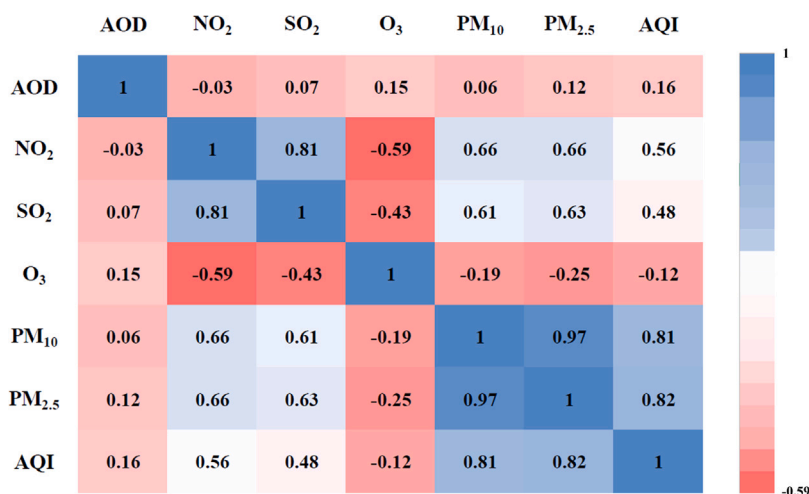 AOD NO₂ SO₂ O₃ PM₁₀ PM₂.₅ AQI
1
AOD 1 -0.03 0.07 0.15 0.06 0.12 0.16
NO₂ -0.03 1 0.81 -0.59 0.66 0.66 0.56
SO₂ 0.07 0.81 1 -0.43 0.61 0.63 0.48
O₃ 0.15 -0.59 -0.43 1 -0.19 -0.25 -0.12
PM₁₀ 0.06 0.66 0.61 -0.19 1 0.97 0.81
PM₂.₅ 0.12 0.66 0.63 -0.25 0.97 1 0.82
AQI 0.16 0.56 0.48 -0.12 0.81 0.82 1
-0.59